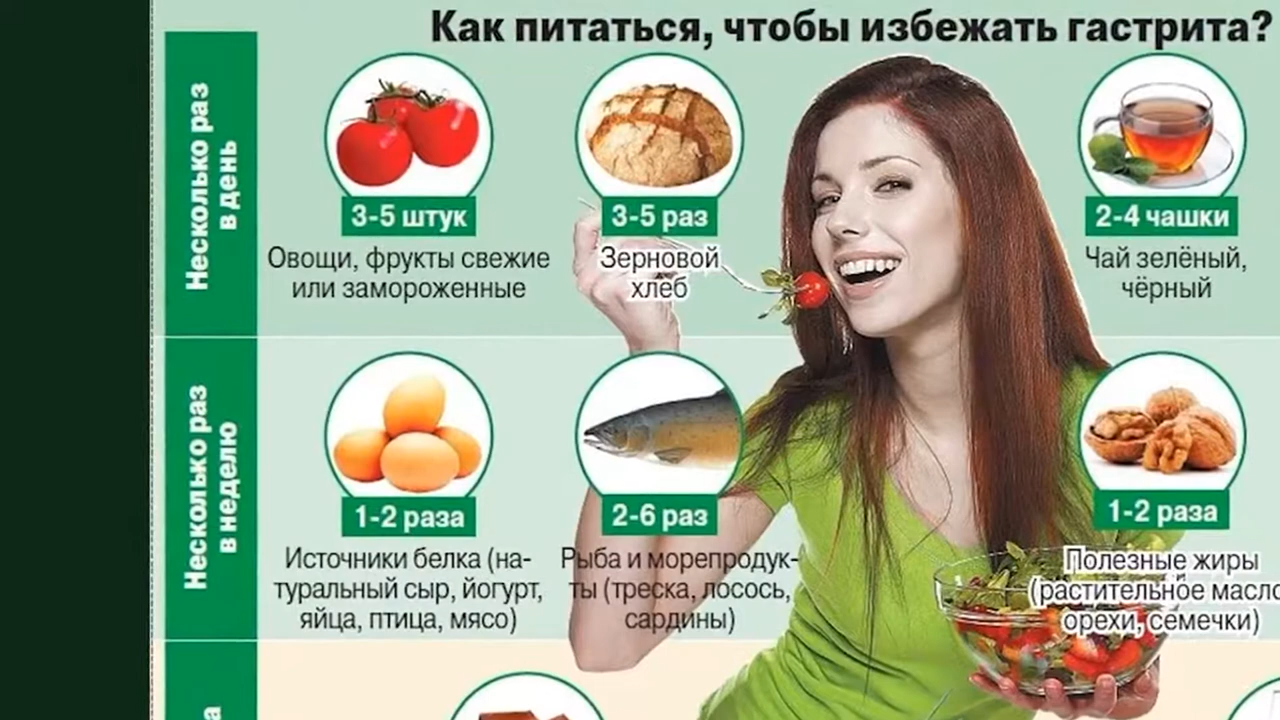 Как питаться, чтобы избежать гастрита?
Несколько раз
в день
3-5 штук
Овощи, фрукты свежие
или замороженные
3-5 раз
Зерновой
хлеб
2-4 чашки
Чай зелёный,
чёрный
Несколько раз
в неделю
1-2 раза
Источники белка (на-
туральный сыр, йогурт,
яйца, птица, мясо)
2-6 раз
Рыба и морепродук-
ты (треска, лосось,
сардины)
1-2 раза
Полезные жиры
(растительное масло
орехи, семечки)